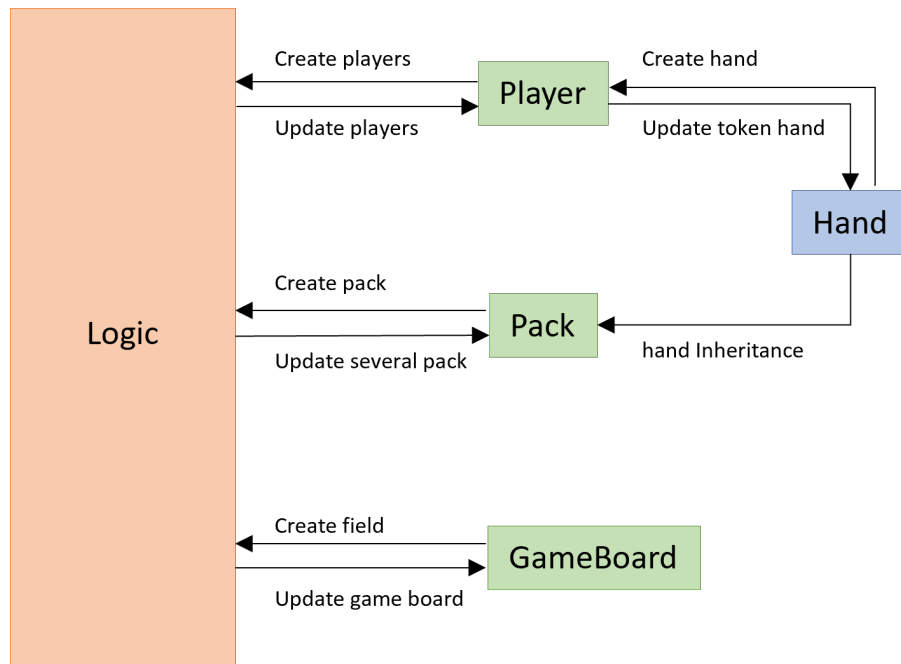 Create players
Player
Create hand
Update players
Update token hand
Hand
Create pack
Logic
Pack
Update several pack
hand Inheritance
Create field
GameBoard
Update game board